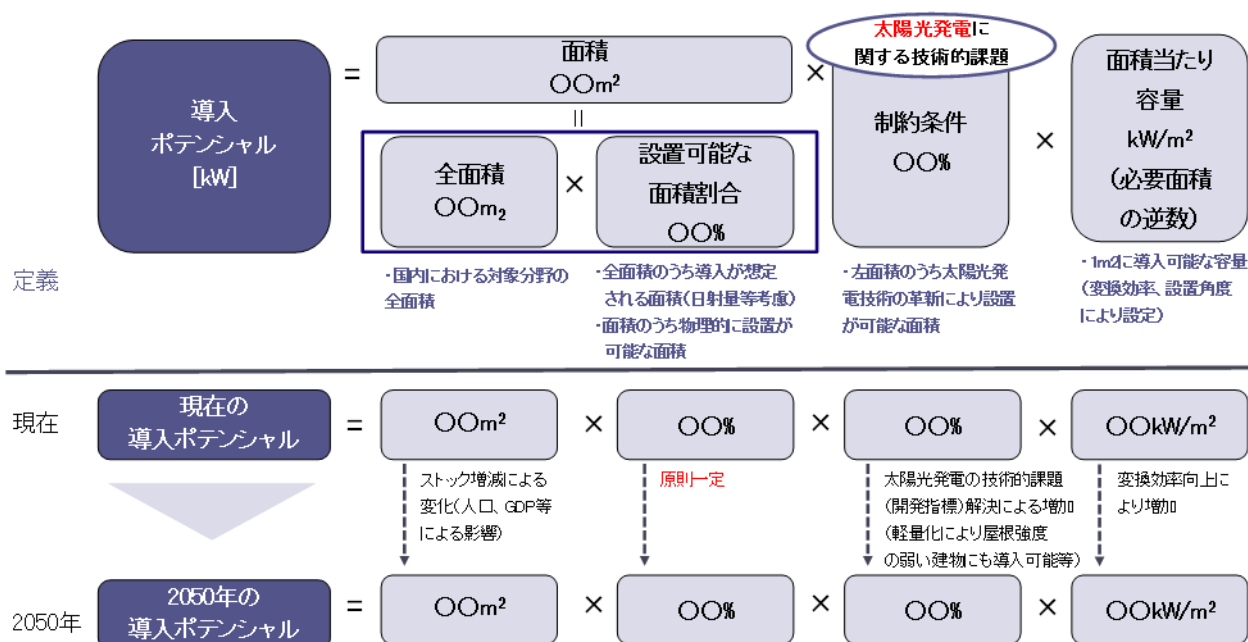 太陽光発電に
関する技術的課題
導入
ポテンシャル
[kW]
=
面積
〇〇m²
×
制約条件
〇〇%
×
面積当たり
容量
kW/m²
(必要面積
の逆数)
=
全面積
〇〇m₂
×
設置可能な
面積割合
〇〇%
定義
・国内における対象分野の
全面積
・全面積のうち導入が想定
される面積(日射量等考慮)
・面積のうち物理的に設置が
可能な面積
・左面積のうち太陽光発
電技術の革新により設置
が可能な面積
・1m2に導入可能な容量
(変換効率、設置角度
により設定)
現在
現在の
導入ポテンシャル
=
〇〇m²
×
〇〇%
×
〇〇%
×
〇〇kW/m²
ストック増減による
変化(人口、GDP等
による影響)
原則一定
太陽光発電の技術的課題
(開発指標)解決による増加
(軽量化により屋根強度
の弱い建物にも導入可能等)
変換効率向上に
より増加
2050年
2050年の
導入ポテンシャル
=
〇〇m²
×
〇〇%
×
〇〇%
×
〇〇kW/m²